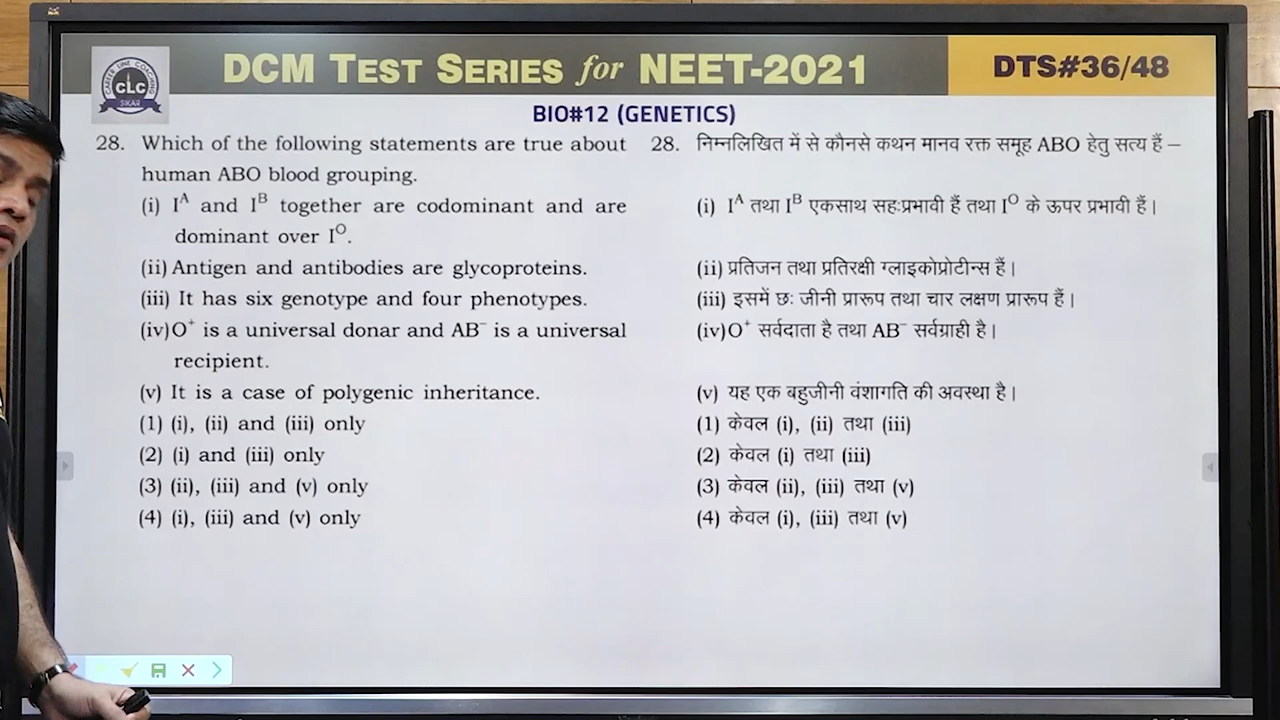 DCM TEST SERIES for NEET-2021
DTS#36/48
CLC
SIKAR
BIO#12 (GENETICS)
28. Which of the following statements are true about
human ABO blood grouping.
(i) I^A and I^B together are codominant and are
dominant over I^O.
(ii) Antigen and antibodies are glycoproteins.
(iii) It has six genotype and four phenotypes.
(iv) O⁺ is a universal donar and AB⁻ is a universal
recipient.
(v) It is a case of polygenic inheritance.
(1) (i), (ii) and (iii) only
(2) (i) and (iii) only
(3) (ii), (iii) and (v) only
(4) (i), (iii) and (v) only
28. निम्नलिखित में से कौनसे कथन मानव रक्त समूह ABO हेतु सत्य हैं –
(i) I^A तथा I^B एकसाथ सहःप्रभावी हैं तथा I^O के ऊपर प्रभावी हैं।
(ii) प्रतिजन तथा प्रतिरक्षी ग्लाइकोप्रोटीन्स हैं।
(iii) इसमें छः जीनी प्रारूप तथा चार लक्षण प्रारूप हैं।
(iv) O⁺ सर्वदाता है तथा AB⁻ सर्वग्राही है।
(v) यह एक बहुजीनी वंशागति की अवस्था है।
(1) केवल (i), (ii) तथा (iii)
(2) केवल (i) तथा (iii)
(3) केवल (ii), (iii) तथा (v)
(4) केवल (i), (iii) तथा (v)